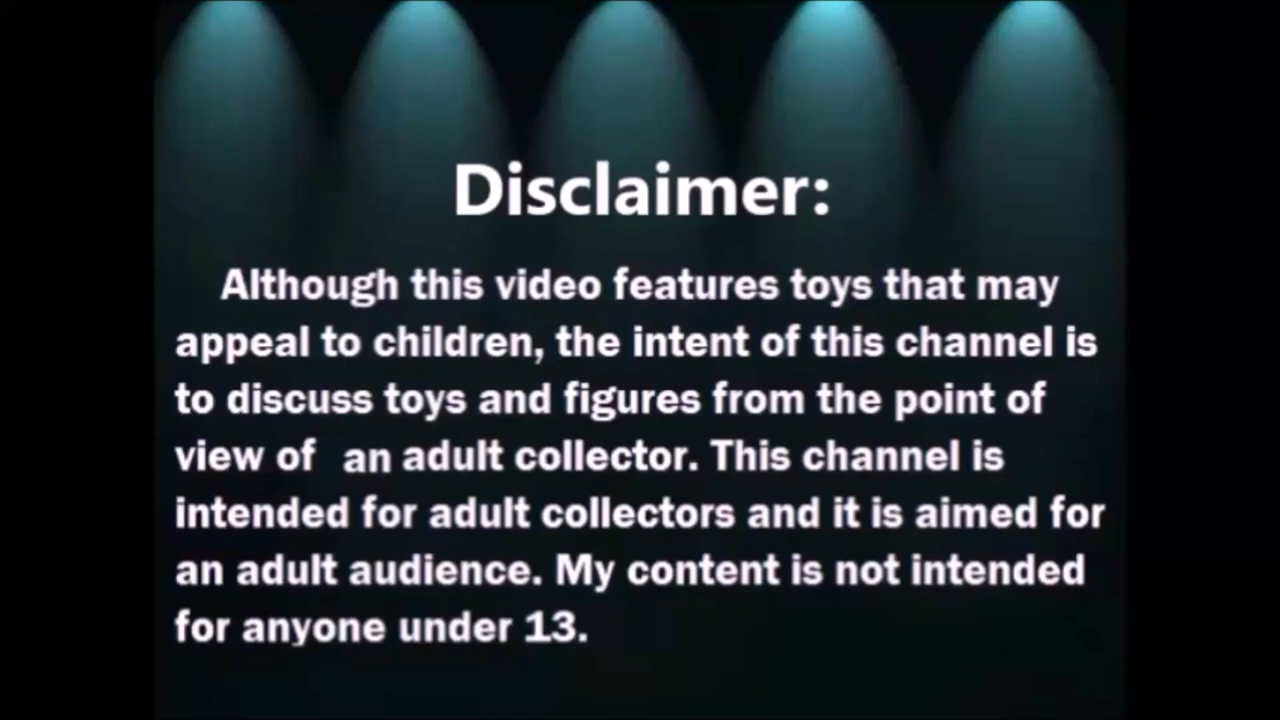 Disclaimer:
Although this video features toys that may
appeal to children, the intent of this channel is
to discuss toys and figures from the point of
view of an adult collector. This channel is
intended for adult collectors and it is aimed for
an adult audience. My content is not intended
for anyone under 13.